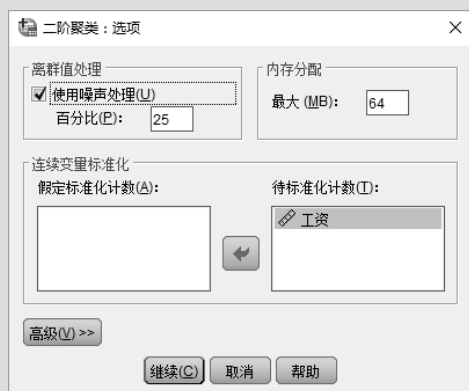 二阶聚类：选项
离群值处理
使用噪声处理(U)
百分比(P): 25
内存分配
最大 (MB): 64
连续变量标准化
假定标准化计数(A):
待标准化计数(T):
工资
高级(V) >>
继续(C) 取消 帮助